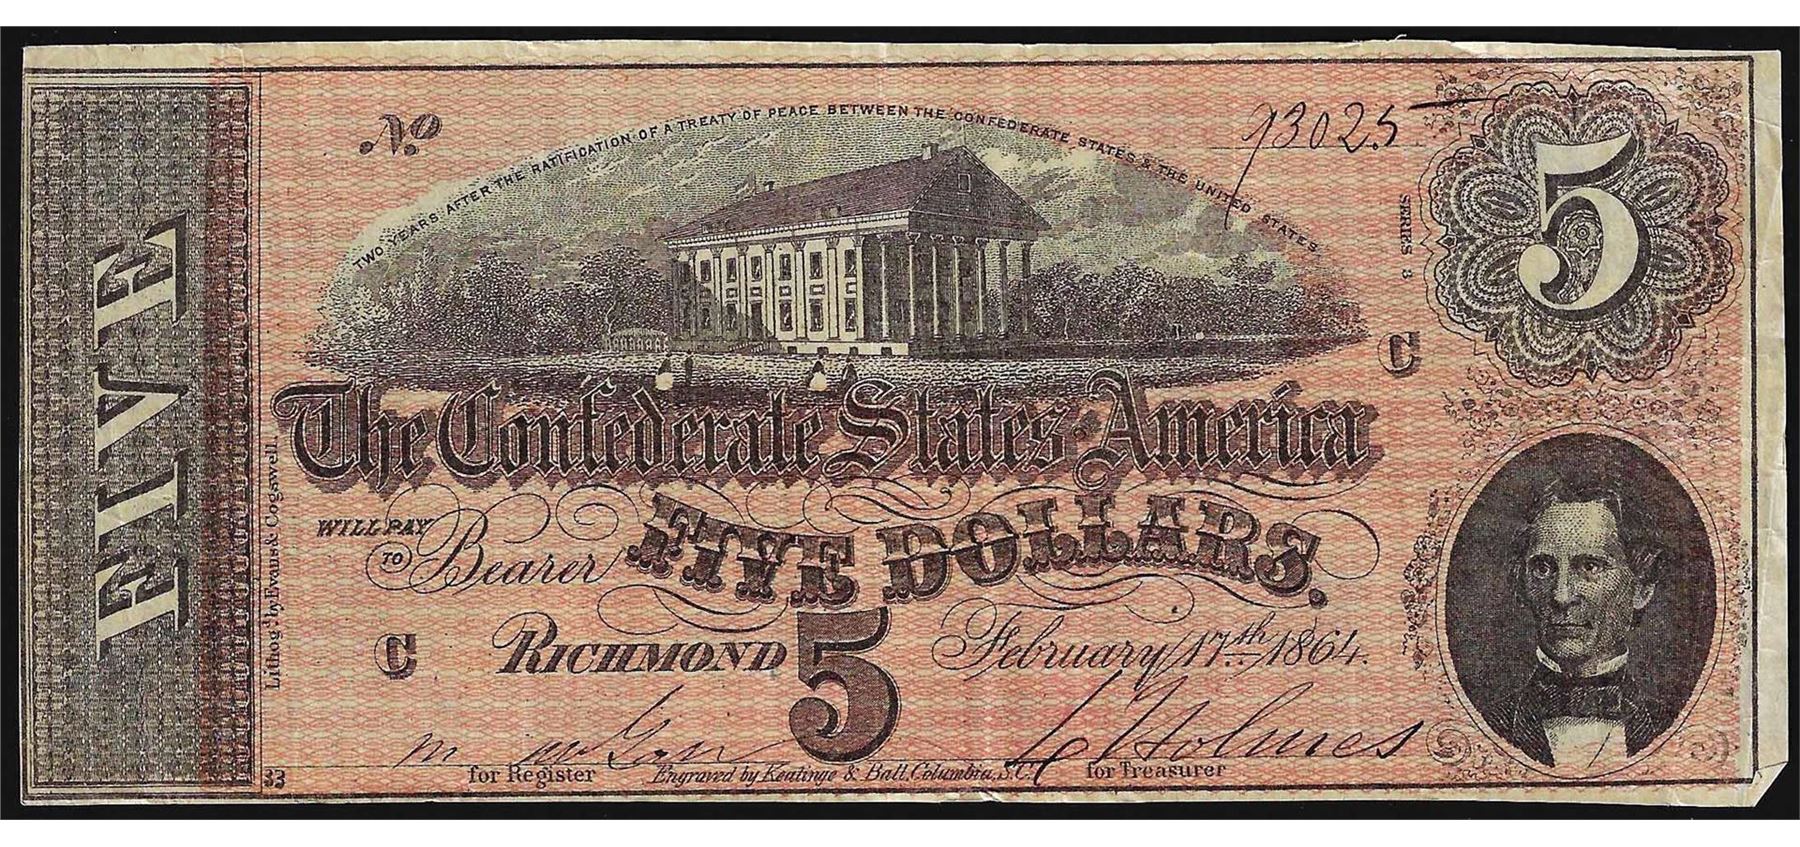 FIVE
No
TWO YEARS AFTER THE RATIFICATION OF A TREATY OF PEACE BETWEEN THE CONFEDERATE STATES & THE UNITED STATES
93025
5
SERIES 3
C
The Confederate States America
WILL PAY
TO Bearer FIVE DOLLARS.
C RICHMOND 5 February 17th. 1864.
Holmes
for Register Engraved by Keatinge & Ball, Columbia, S.C. for Treasurer
33
Lithog'd by Evans & Cogswell.